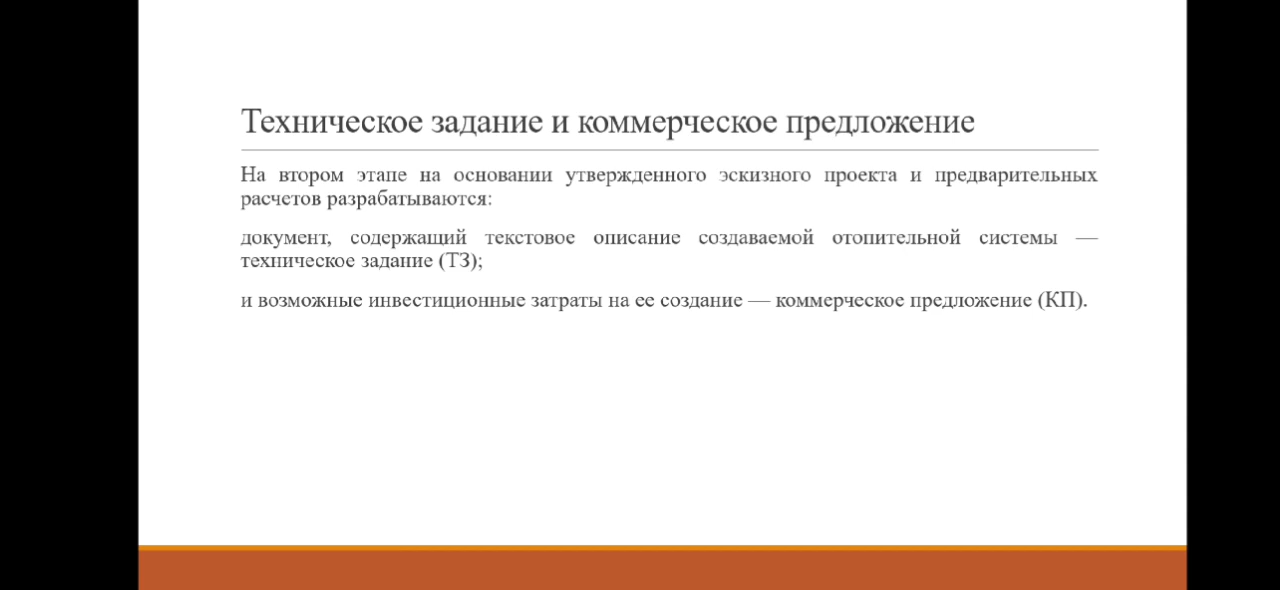 Техническое задание и коммерческое предложение
На втором этапе на основании утвержденного эскизного проекта и предварительных
расчетов разрабатываются:
документ, содержащий текстовое описание создаваемой отопительной системы —
техническое задание (ТЗ);
и возможные инвестиционные затраты на ее создание — коммерческое предложение (КП).